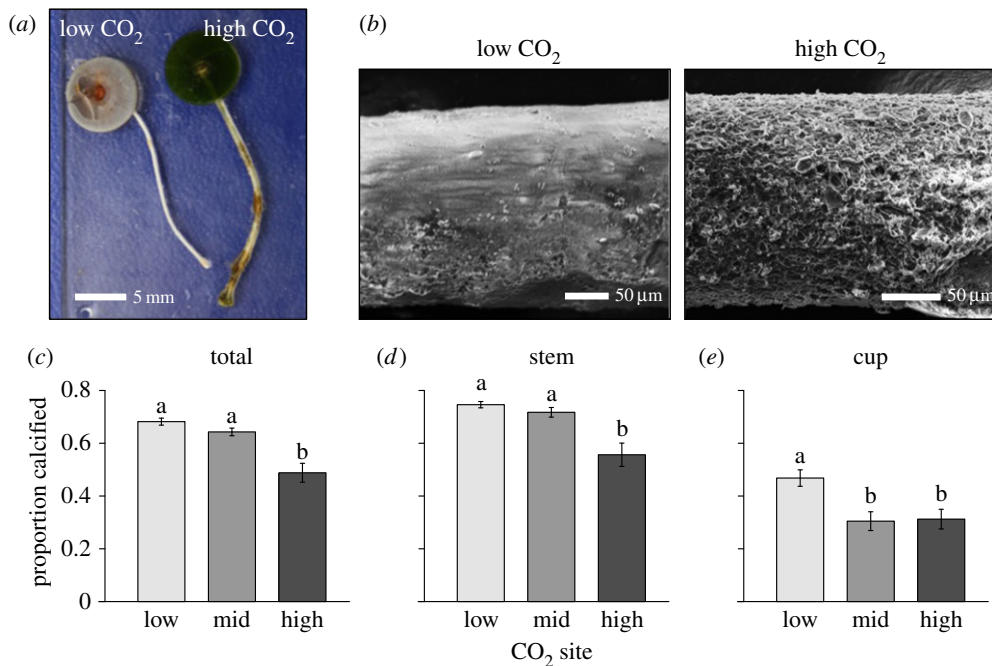 (a)
low CO2
high CO2
5 mm
(b)
low CO2
high CO2
50 µm
50 µm
(c)
total
(d)
stem
(e)
cup
proportion calcified
0.8
0.6
0.4
0.2
0
a
a
b
a
a
b
a
b
b
low mid high
low mid high
low mid high
CO2 site